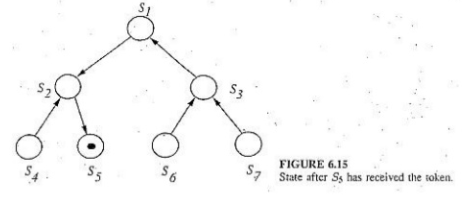 S1
S2
S3
S4
S5
S6
S7
FIGURE 6.15
State after S5 has received the token.